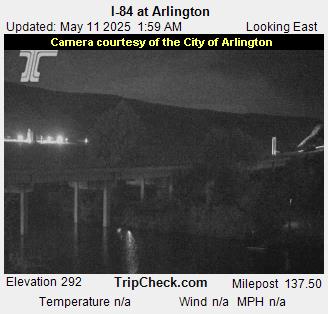 I-84 at Arlington
Updated: May 11 2025 1:59 AM Looking East
Camera courtesy of the City of Arlington
Elevation 292 TripCheck.com Milepost 137.50
Temperature n/a Wind n/a MPH n/a